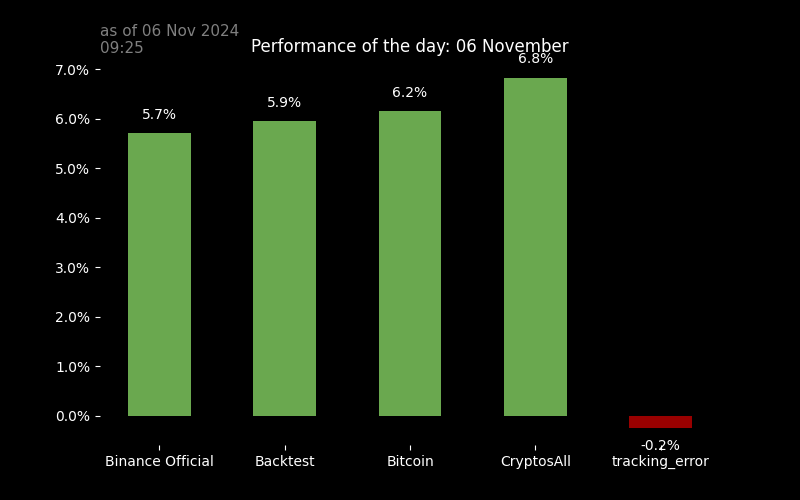 as of 06 Nov 2024
09:25
Performance of the day: 06 November
7.0%
6.0%
5.0%
4.0%
3.0%
2.0%
1.0%
0.0%
5.7%
5.9%
6.2%
6.8%
-0.2%
Binance Official
Backtest
Bitcoin
CryptosAll
tracking_error